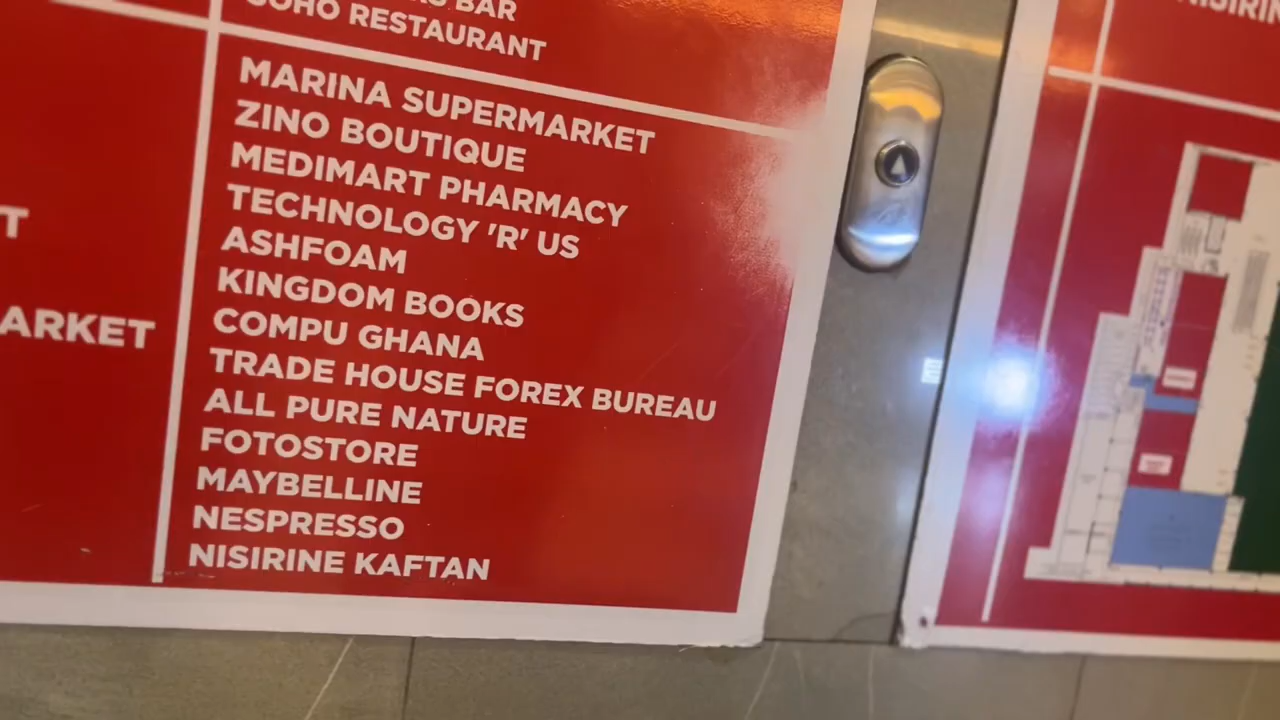 BAR
SOHO RESTAURANT
MARINA SUPERMARKET
ZINO BOUTIQUE
MEDIMART PHARMACY
TECHNOLOGY 'R' US
ASHFOAM
KINGDOM BOOKS
COMPU GHANA
TRADE HOUSE FOREX BUREAU
ALL PURE NATURE
FOTOSTORE
MAYBELLINE
NESPRESSO
NISIRINE KAFTAN
ARKET